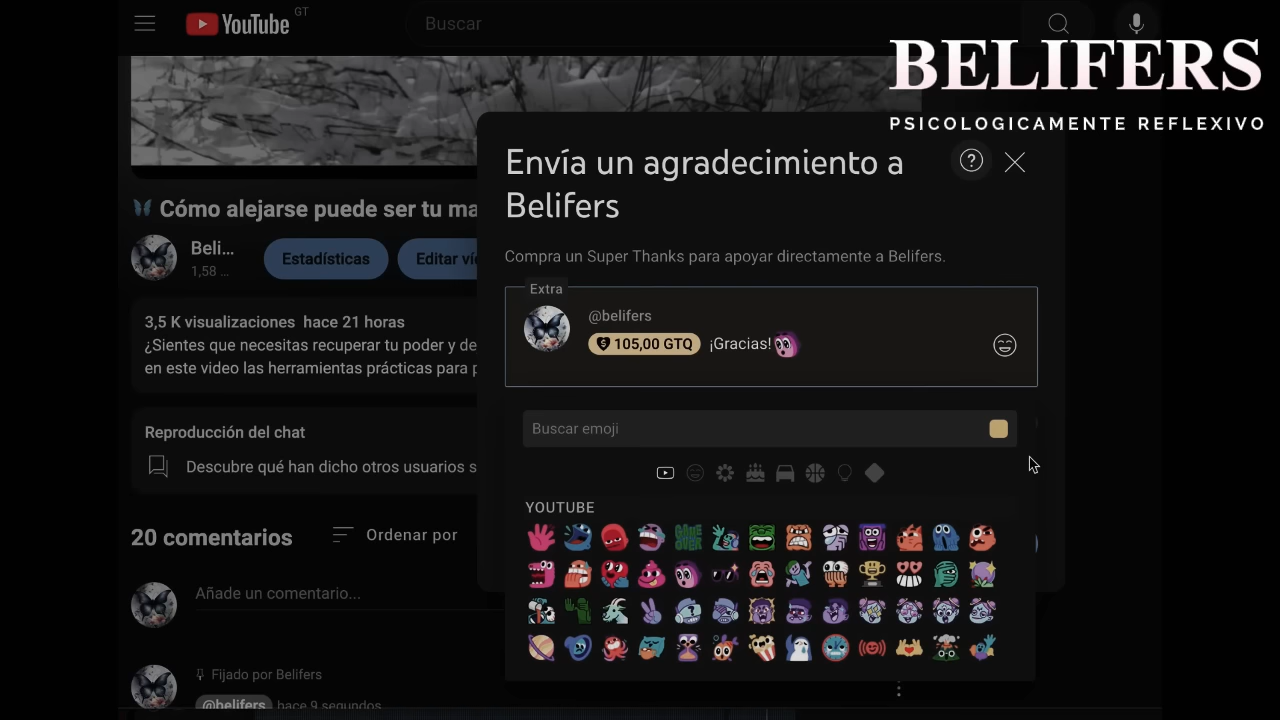 YouTube
GT
Buscar
BELIFERS
PSICOLOGICAMENTE REFLEXIVO
Envía un agradecimiento a
Belifers
Compra un Super Thanks para apoyar directamente a Belifers.
Extra
@belifers
105,00 GTQ ¡Gracias!
Buscar emoji
YOUTUBE
GAME OVER
Cómo alejarse puede ser tu ma
Beli...
1,58 ...
Estadísticas
Editar
3,5 K visualizaciones hace 21 horas
¿Sientes que necesitas recuperar tu poder y de
en este video las herramientas prácticas para
Reproducción del chat
Descubre qué han dicho otros usuarios
20 comentarios
Ordenar por
Añade un comentario...
Fijado por Belifers
@belifers hace 9 segundos